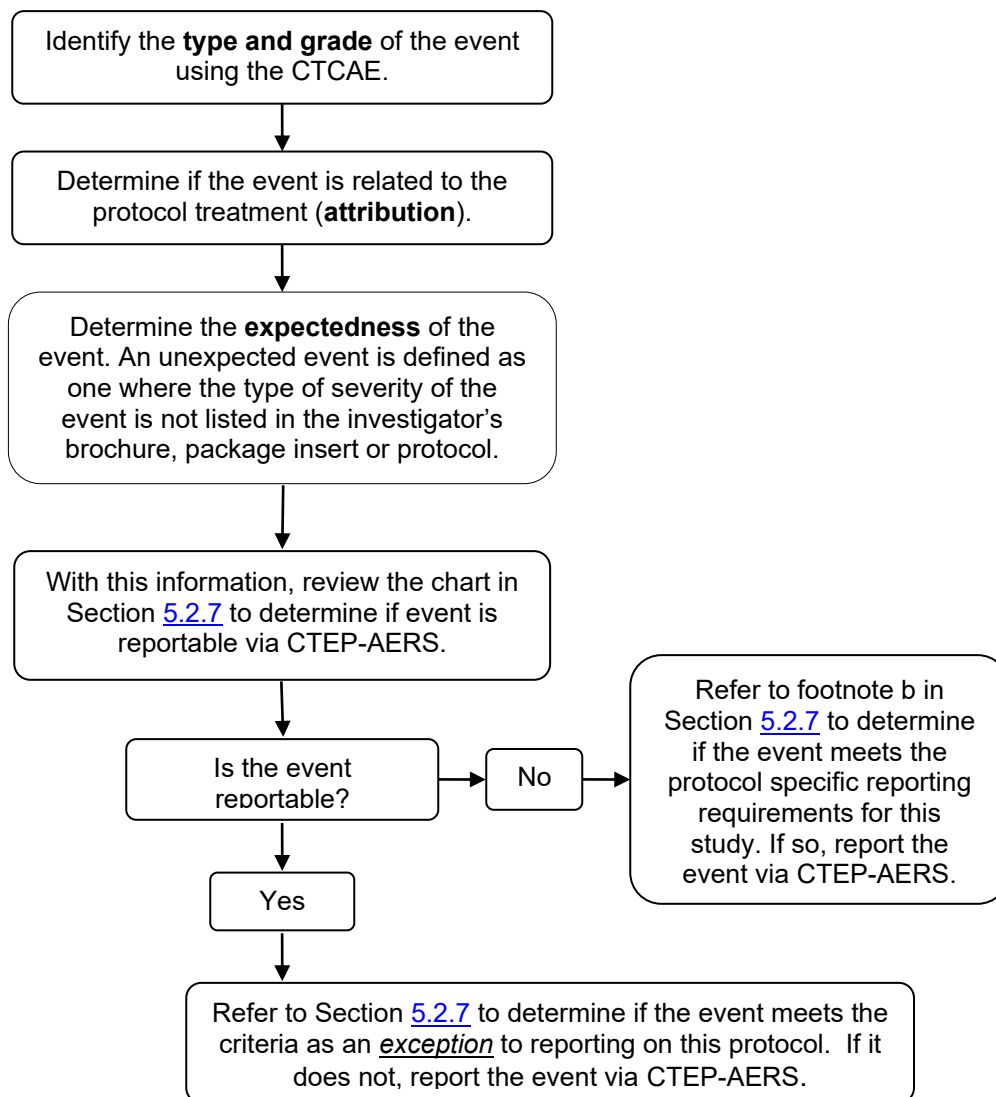 Identify the type and grade of the event
using the CTCAE.
Determine if the event is related to the
protocol treatment (attribution).
Determine the expectedness of the
event. An unexpected event is defined as
one where the type of severity of the
event is not listed in the investigator’s
brochure, package insert or protocol.
With this information, review the chart in
Section 5.2.7 to determine if event is
reportable via CTEP-AERS.
Is the event
reportable?
No
Refer to footnote b in
Section 5.2.7 to determine
if the event meets the
protocol specific reporting
requirements for this
study. If so, report the
event via CTEP-AERS.
Yes
Refer to Section 5.2.7 to determine if the event meets the
criteria as an exception to reporting on this protocol.  If it
does not, report the event via CTEP-AERS.